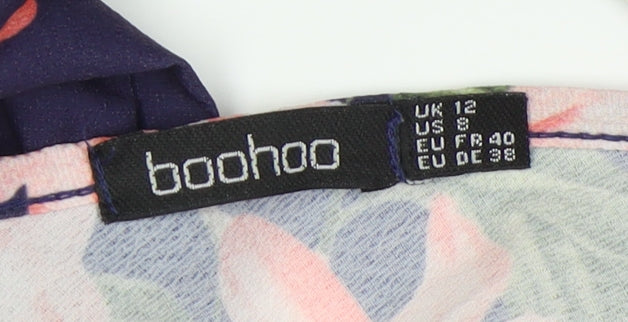 boohoo
UK 12
US 8
EU FR 40
EU DE 38